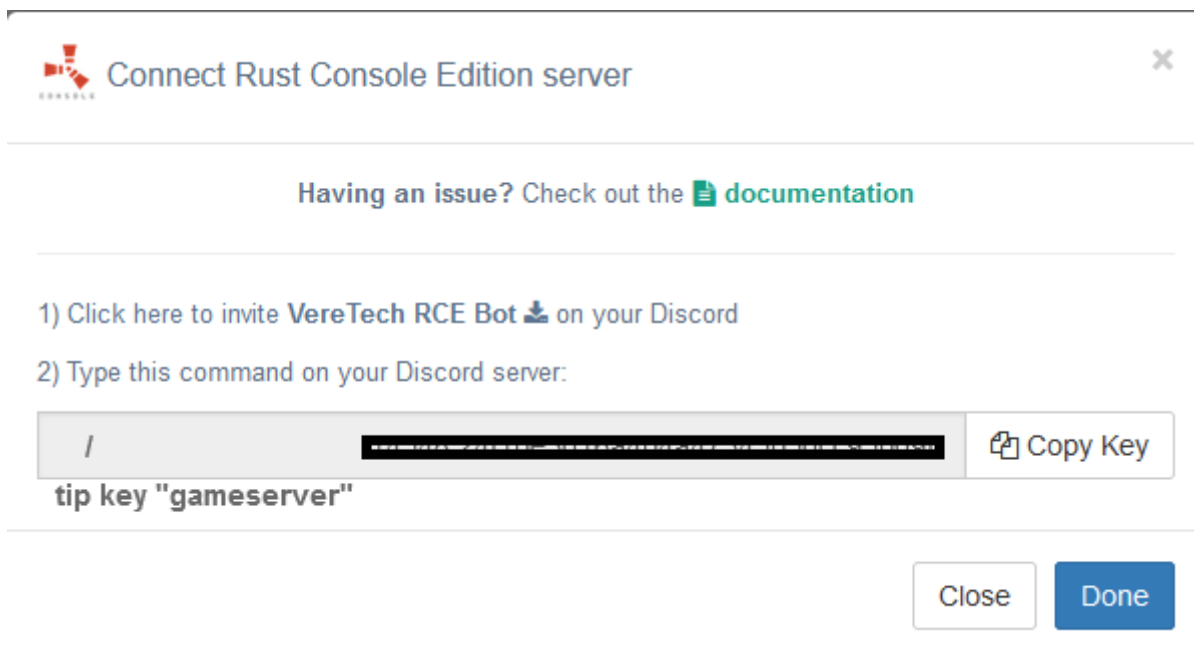 CONSOLE
Connect Rust Console Edition server
×
Having an issue? Check out the documentation
1) Click here to invite VereTech RCE Bot on your Discord
2) Type this command on your Discord server:
/
Copy Key
tip key "gameserver"
Close
Done